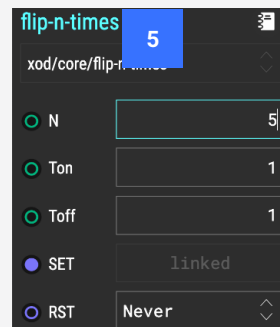 flip-n-times
5
xod/core/flip-n-times
N 5
Ton 1
Toff 1
SET linked
RST Never